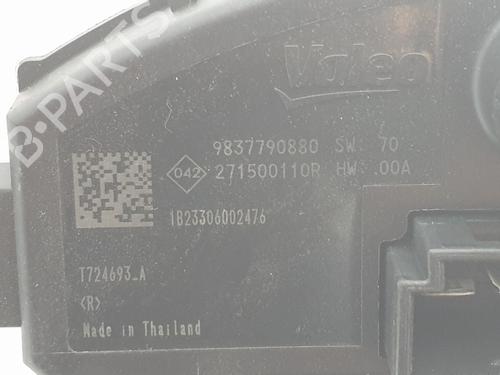 B-PARTS
Valeo
9837790880 SW: 70
042 271500110R HW: 00A
1B23306002476
T724693_A
<R>
Made in Thailand